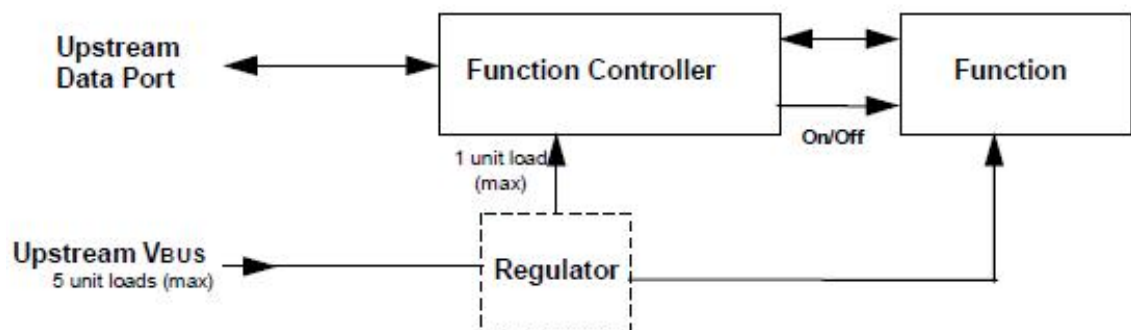 Upstream
Data Port
Function Controller
Function
On/Off
1 unit load
(max)
Upstream VBUS
5 unit loads (max)
Regulator